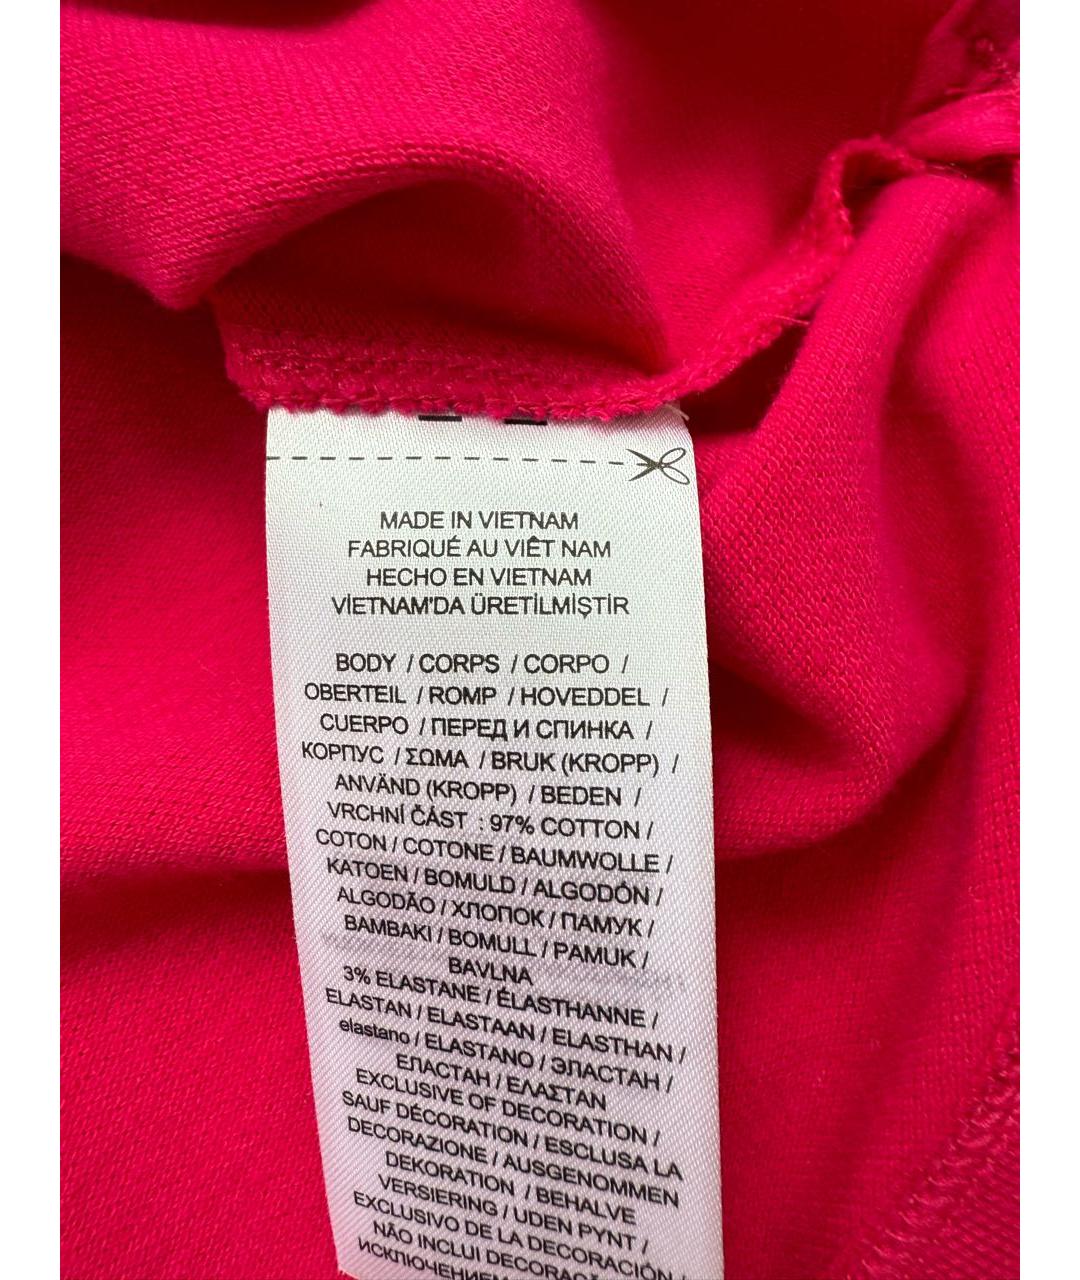 MADE IN VIETNAM
FABRIQUÉ AU VIÊT NAM
HECHO EN VIETNAM
VİETNAM'DA ÜRETİLMİŞTİR
BODY / CORPS / CORPO /
OBERTEIL / ROMP / HOVEDDEL /
CUERPO / ПЕРЕД И СПИНКА /
КОРПУС / ΣΩΜΑ / BRUK (KROPP) /
ANVÄND (KROPP) / BEDEN /
VRCHNÍ ČÁST : 97% COTTON /
COTON / COTONE / BAUMWOLLE /
KATOEN / BOMULD / ALGODÓN /
ALGODÃO / ХЛОПОК / ПАМУК /
ΒΑΜΒΑΚΙ / BOMULL / PAMUK /
BAVLNA
3% ELASTANE / ÉLASTHANNE /
ELASTAN / ELASTAAN / ELASTHAN /
elastano / ELASTANO / ЭЛАСТАН /
ЕЛАСТАН / ΕΛΑΣΤΑΝ
EXCLUSIVE OF DECORATION /
SAUF DÉCORATION / ESCLUSA LA
DECORAZIONE / AUSGENOMMEN
DEKORATION / BEHALVE
VERSIERING / UDEN PYNT /
EXCLUSIVO DE LA DECORACIÓN /
NÃO INCLUI
ИСКЛЮЧЕНИЕМ